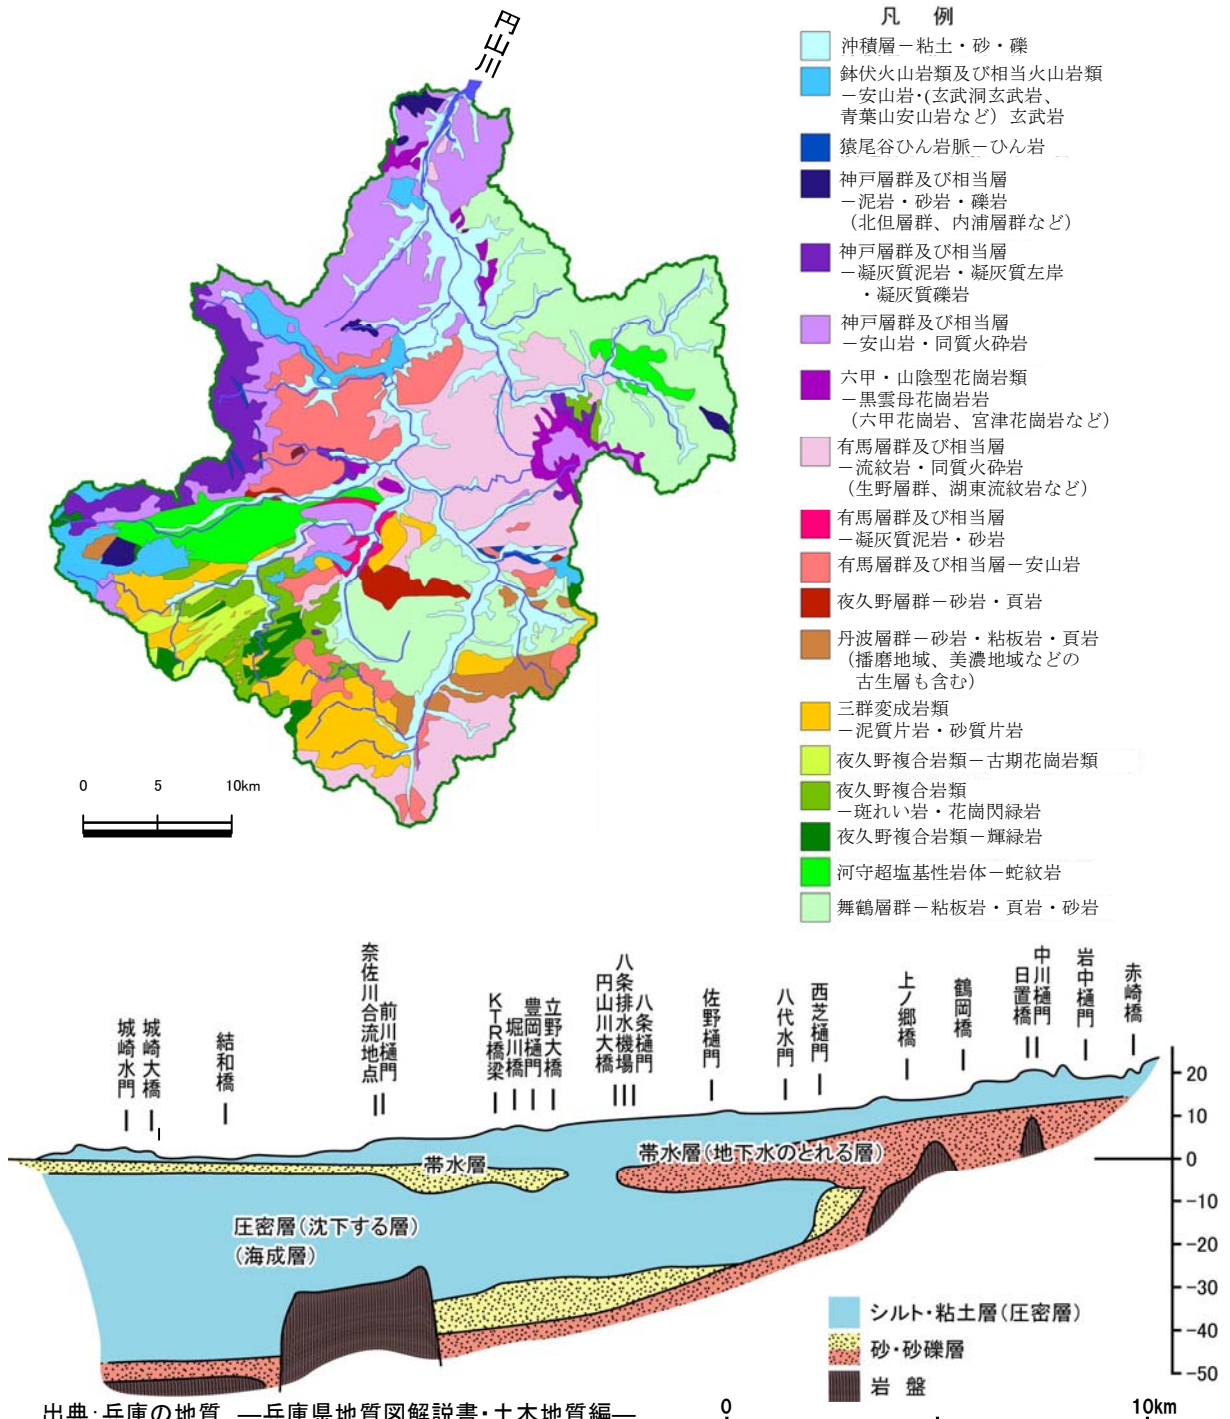 円山川
凡 例
沖積層－粘土・砂・礫
鉢伏火山岩類及び相当火山岩類
－安山岩・(玄武洞玄武岩、
青葉山安山岩など）玄武岩
猿尾谷ひん岩脈－ひん岩
神戸層群及び相当層
－泥岩・砂岩・礫岩
（北但層群、内浦層群など）
神戸層群及び相当層
－凝灰質泥岩・凝灰質左岸
・凝灰質礫岩
神戸層群及び相当層
－安山岩・同質火砕岩
六甲・山陰型花崗岩類
－黒雲母花崗岩岩
（六甲花崗岩、宮津花崗岩など）
有馬層群及び相当層
－流紋岩・同質火砕岩
（生野層群、湖東流紋岩など）
有馬層群及び相当層
－凝灰質泥岩・砂岩
有馬層群及び相当層－安山岩
夜久野層群－砂岩・頁岩
丹波層群－砂岩・粘板岩・頁岩
（播磨地域、美濃地域などの
古生層も含む）
三群変成岩類
－泥質片岩・砂質片岩
夜久野複合岩類－古期花崗岩類
夜久野複合岩類
－斑れい岩・花崗閃緑岩
夜久野複合岩類－輝緑岩
河守超塩基性岩体－蛇紋岩
舞鶴層群－粘板岩・頁岩・砂岩
0 5 10km
城崎水門
城崎大橋
結和橋
奈佐川合流地点
前川樋門
KTR橋梁
堀川橋
豊岡樋門
立野大橋
円山川大橋
八条排水機場
八条樋門
佐野樋門
八代水門
西芝樋門
上ノ郷橋
鶴岡橋
日置橋
中川樋門
岩中樋門
赤崎橋
20
10
0
-10
-20
-30
-40
-50
帯水層
帯水層（地下水のとれる層）
圧密層（沈下する層）
（海成層）
シルト・粘土層（圧密層）
砂・砂礫層
岩 盤
出典：兵庫の地質 ―兵庫県地質図解説書・土木地質編―
0 10km